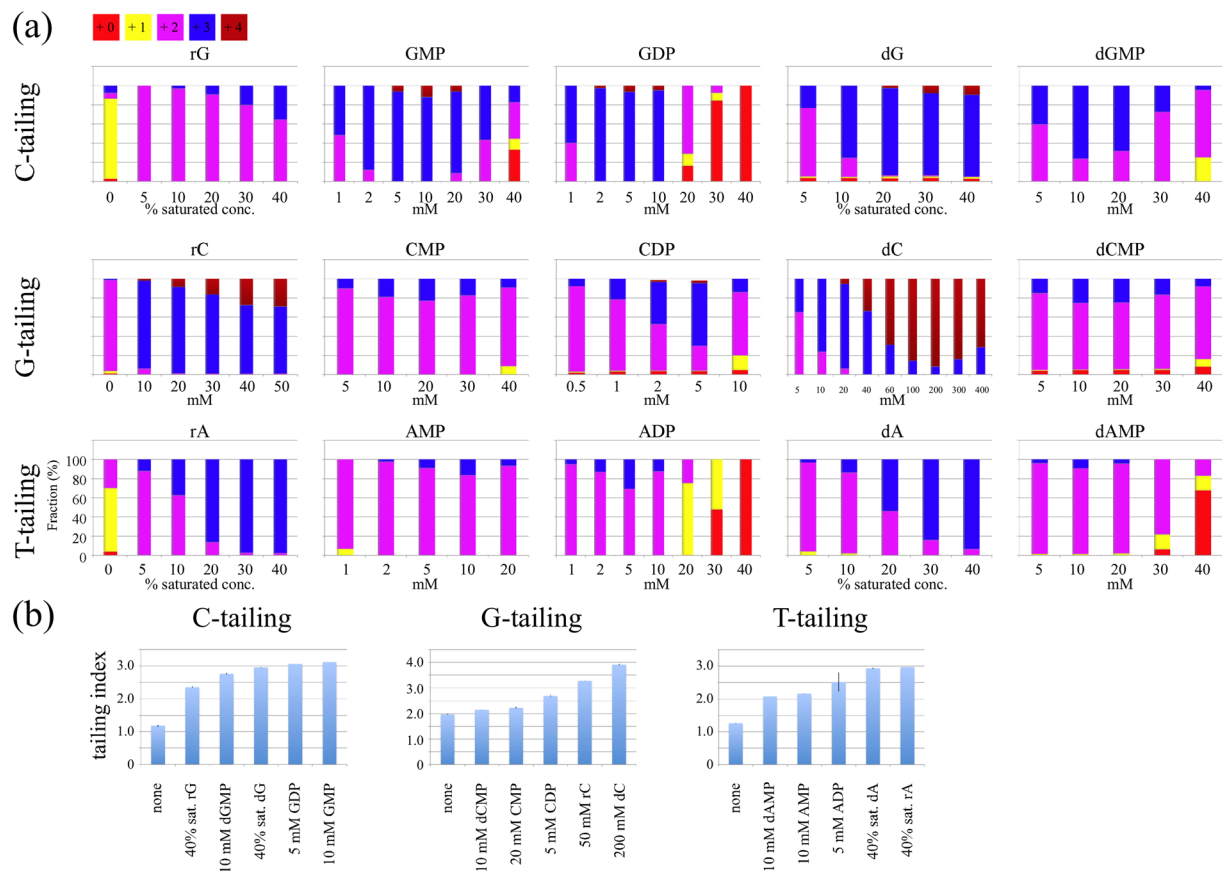 (a)
+ 0 + 1 + 2 + 3 + 4
rG GMP GDP dG dGMP
C-tailing
0 5 10 20 30 40
% saturated conc.
1 2 5 10 20 30 40
mM
1 2 5 10 20 30 40
mM
5 10 20 30 40
% saturated conc.
5 10 20 30 40
mM
rC CMP CDP dC dCMP
G-tailing
0 10 20 30 40 50
mM
5 10 20 30 40
mM
0.5 1 2 5 10
mM
5 10 20 40 60 100 200 300 400
mM
5 10 20 30 40
mM
rA AMP ADP dA dAMP
T-tailing
Fraction (%)
100
80
60
40
20
0
0 5 10 20 30 40
% saturated conc.
1 2 5 10 20
mM
1 2 5 10 20 30 40
mM
5 10 20 30 40
% saturated conc.
5 10 20 30 40
mM
(b)
C-tailing
tailing index
3.0
2.0
1.0
0
none
40% sat. rG
10 mM dGMP
40% sat. dG
5 mM GDP
10 mM GMP
G-tailing
4.0
3.0
2.0
1.0
0
none
10 mM dCMP
20 mM CMP
5 mM CDP
50 mM rC
200 mM dC
T-tailing
3.0
2.0
1.0
0
none
10 mM dAMP
10 mM AMP
5 mM ADP
40% sat. dA
40% sat. rA